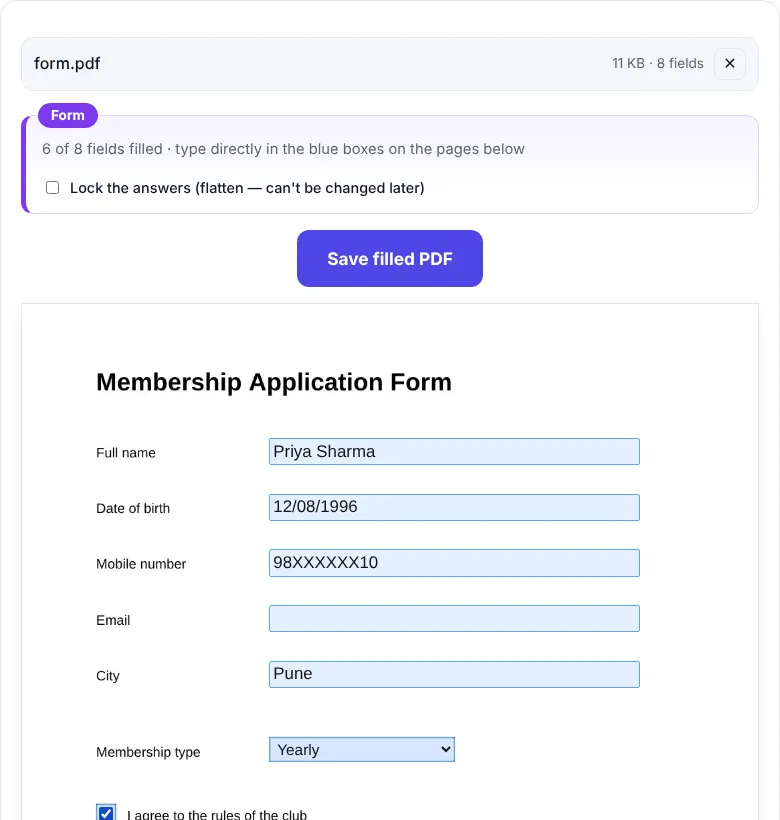 form.pdf
11 KB · 8 fields ✕
Form
6 of 8 fields filled · type directly in the blue boxes on the pages below
Lock the answers (flatten — can't be changed later)
Save filled PDF
Membership Application Form
Full name Priya Sharma
Date of birth 12/08/1996
Mobile number 98XXXXXX10
Email
City Pune
Membership type Yearly
I agree to the rules of the club